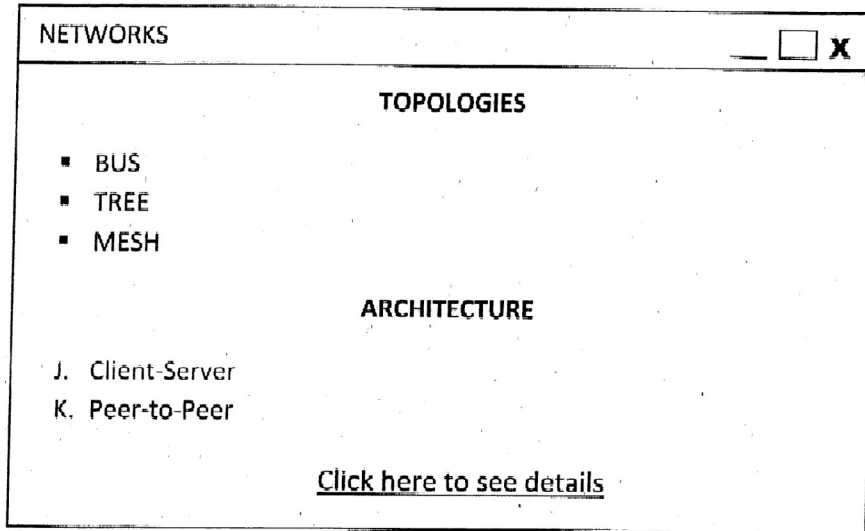 NETWORKS
TOPOLOGIES
▪ BUS
▪ TREE
▪ MESH
ARCHITECTURE
J. Client-Server
K. Peer-to-Peer
Click here to see details